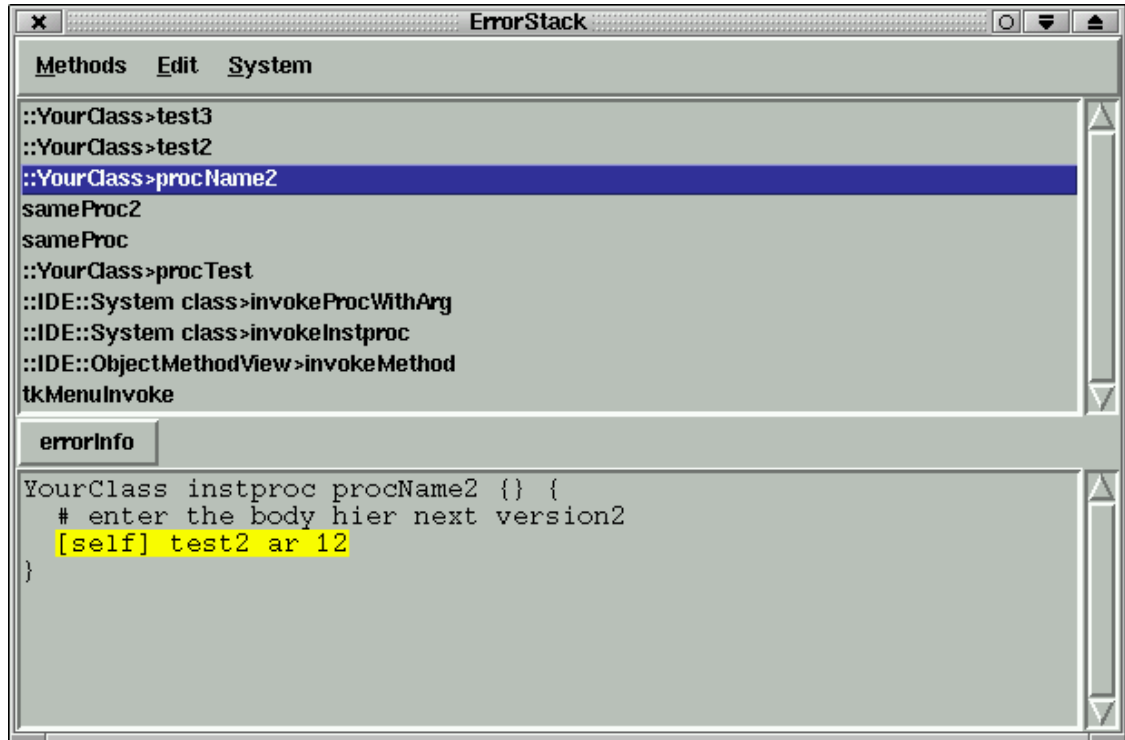 ErrorStack
Methods Edit System
::YourClass>test3
::YourClass>test2
::YourClass>procName2
sameProc2
sameProc
::YourClass>procTest
::IDE::System class>invokeProcWithArg
::IDE::System class>invokeInstproc
::IDE::ObjectMethodView>invokeMethod
tkMenuInvoke
errorInfo
YourClass instproc procName2 {} {
  # enter the body hier next version2
  [self] test2 ar 12
}